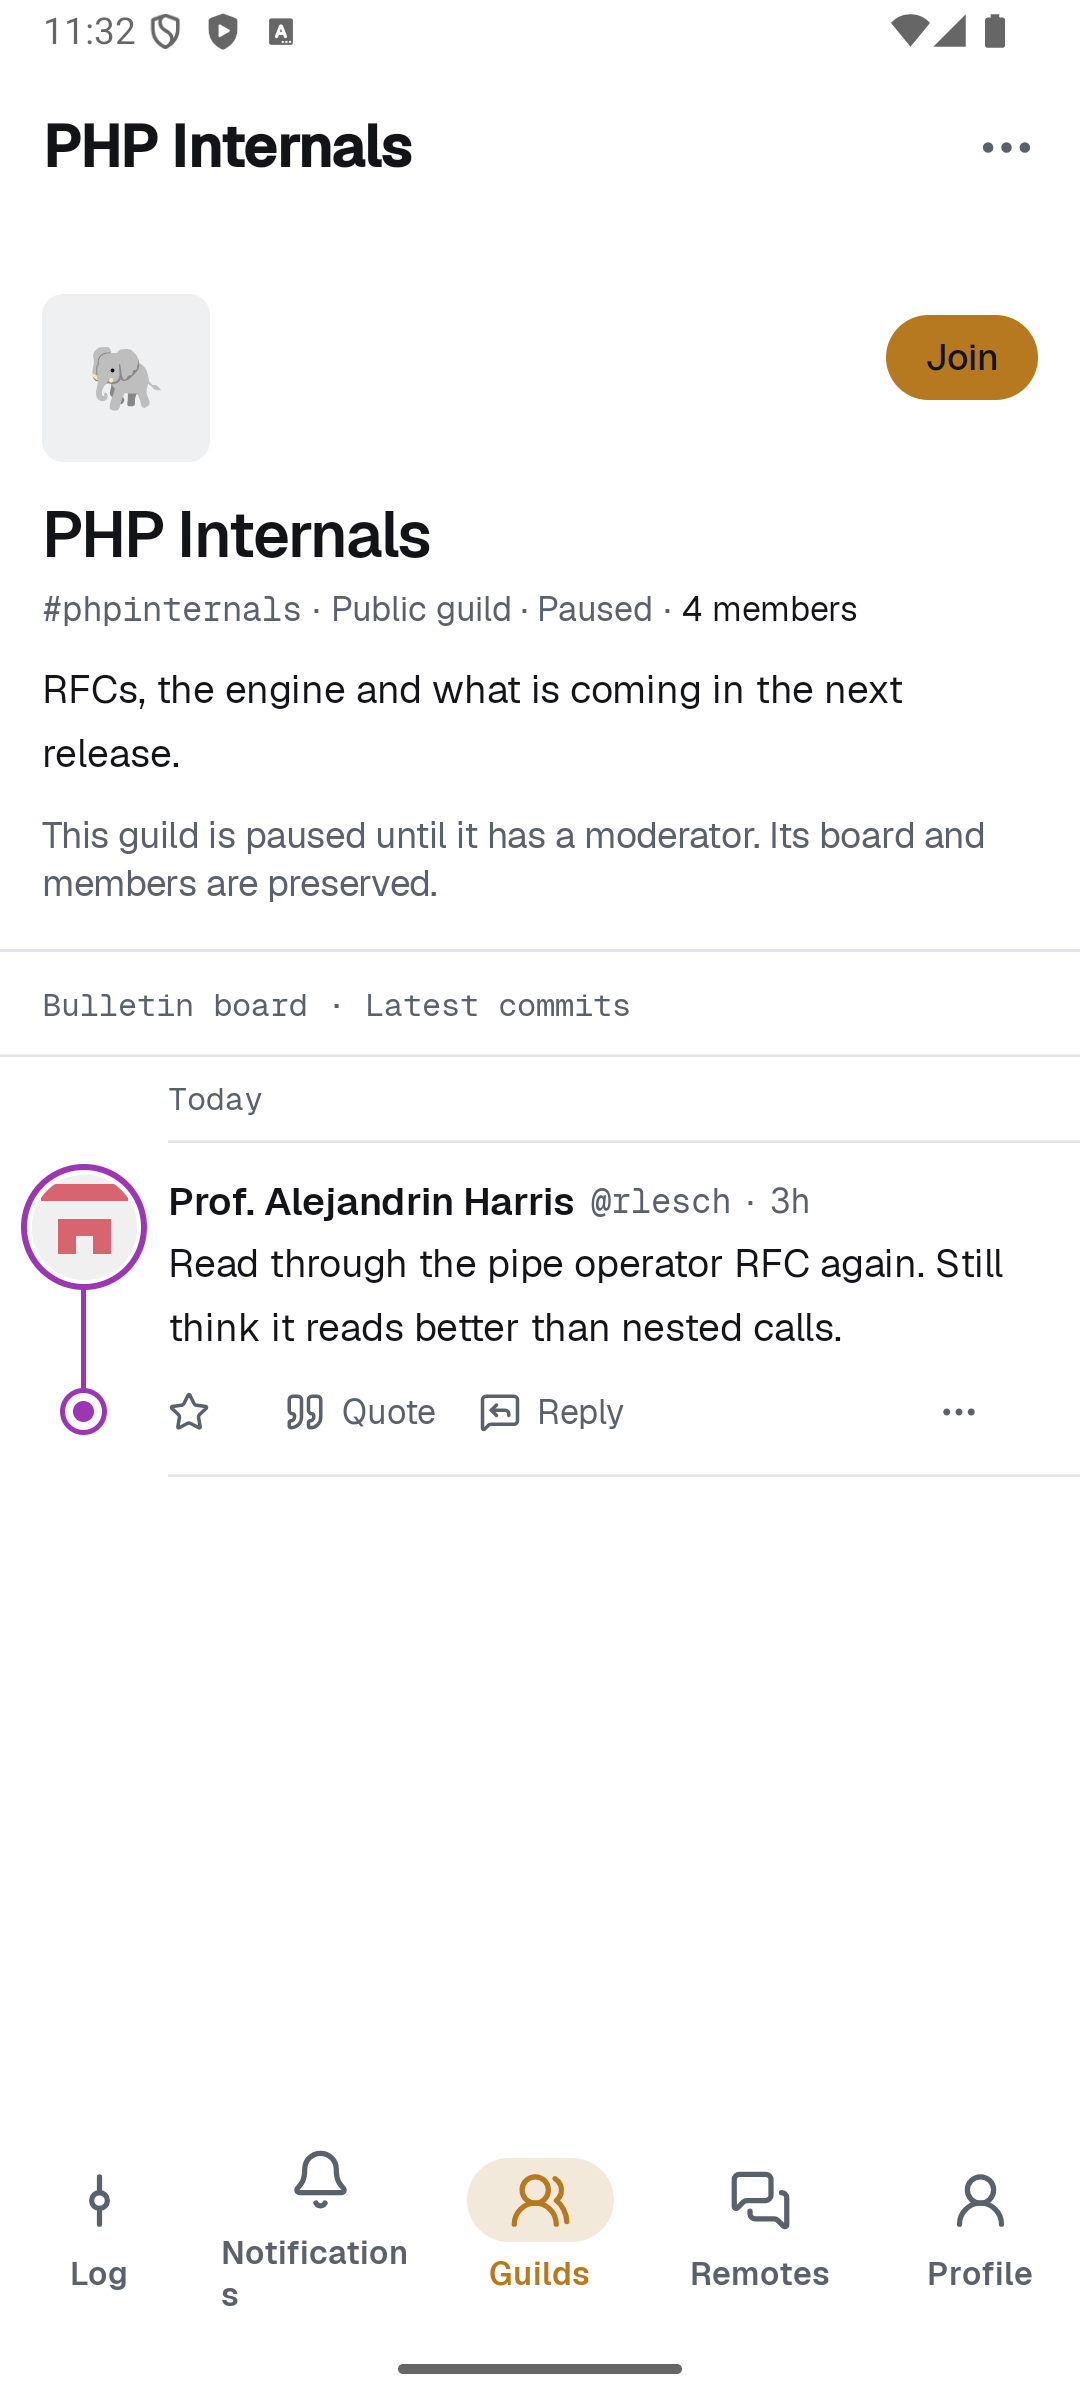 11:32
PHP Internals
Join
PHP Internals
#phpinternals · Public guild · Paused · 4 members
RFCs, the engine and what is coming in the next
release.
This guild is paused until it has a moderator. Its board and
members are preserved.
Bulletin board · Latest commits
Today
Prof. Alejandrin Harris @rlesch · 3h
Read through the pipe operator RFC again. Still
think it reads better than nested calls.
Quote Reply
Log
Notification
s
Guilds
Remotes
Profile